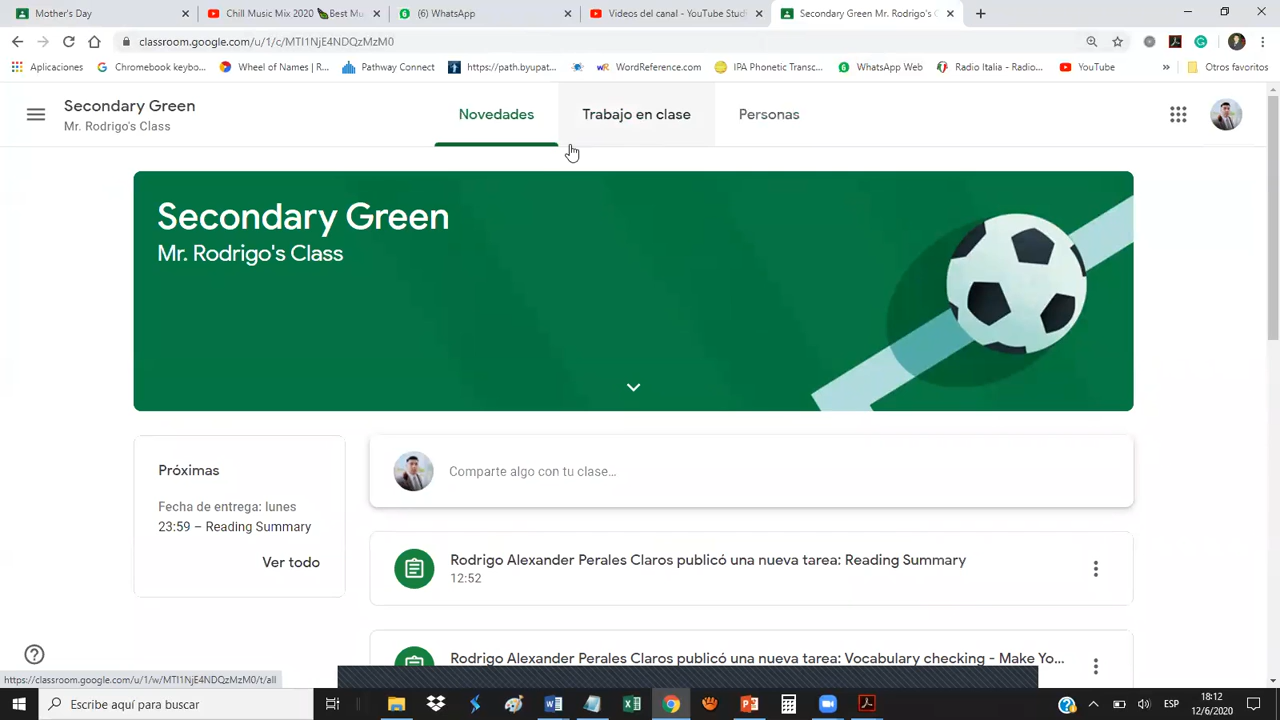 Mother's Day
Chill Music Mix 2020 Best Mu
(6) WhatsApp
Videos del canal - YouTube Studi
Secondary Green Mr. Rodrigo's C
classroom.google.com/u/1/c/MTI1NjE4NDQzMzM0
Aplicaciones
Chromebook keybo...
Wheel of Names | R...
Pathway Connect
https://path.byupat...
WordReference.com
IPA Phonetic Transc...
WhatsApp Web
Radio Italia - Radio...
YouTube
»
Otros favoritos
Secondary Green
Mr. Rodrigo's Class
Novedades
Trabajo en clase
Personas
Secondary Green
Mr. Rodrigo's Class
Próximas
Fecha de entrega: lunes
23:59 – Reading Summary
Ver todo
Comparte algo con tu clase...
Rodrigo Alexander Perales Claros publicó una nueva tarea: Reading Summary
12:52
Rodrigo Alexander Perales Claros publicó una nueva tarea: Vocabulary checking - Make Yo...
https://classroom.google.com/u/1/w/MTI1NjE4NDQzMzM0/t/all
Escribe aquí para buscar
ESP
18:12
12/6/2020